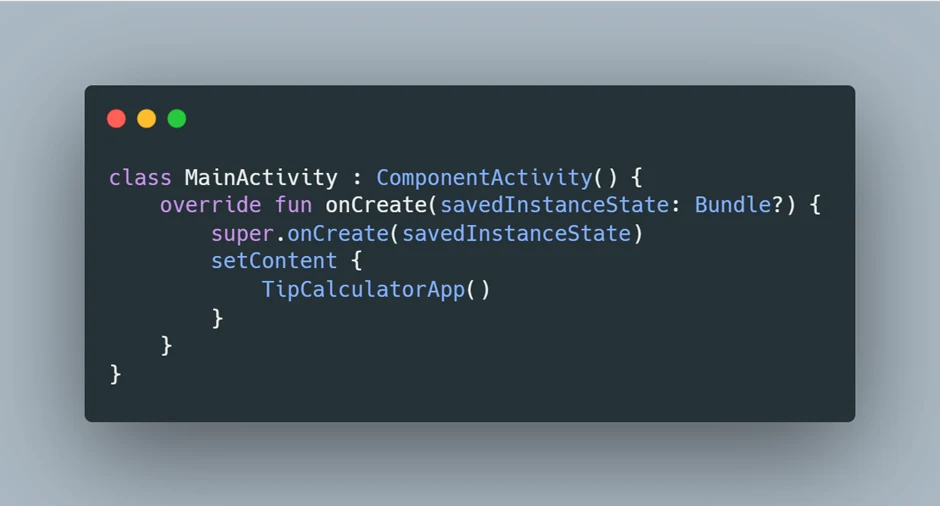 class MainActivity : ComponentActivity() {
    override fun onCreate(savedInstanceState: Bundle?) {
        super.onCreate(savedInstanceState)
        setContent {
            TipCalculatorApp()
        }
    }
}